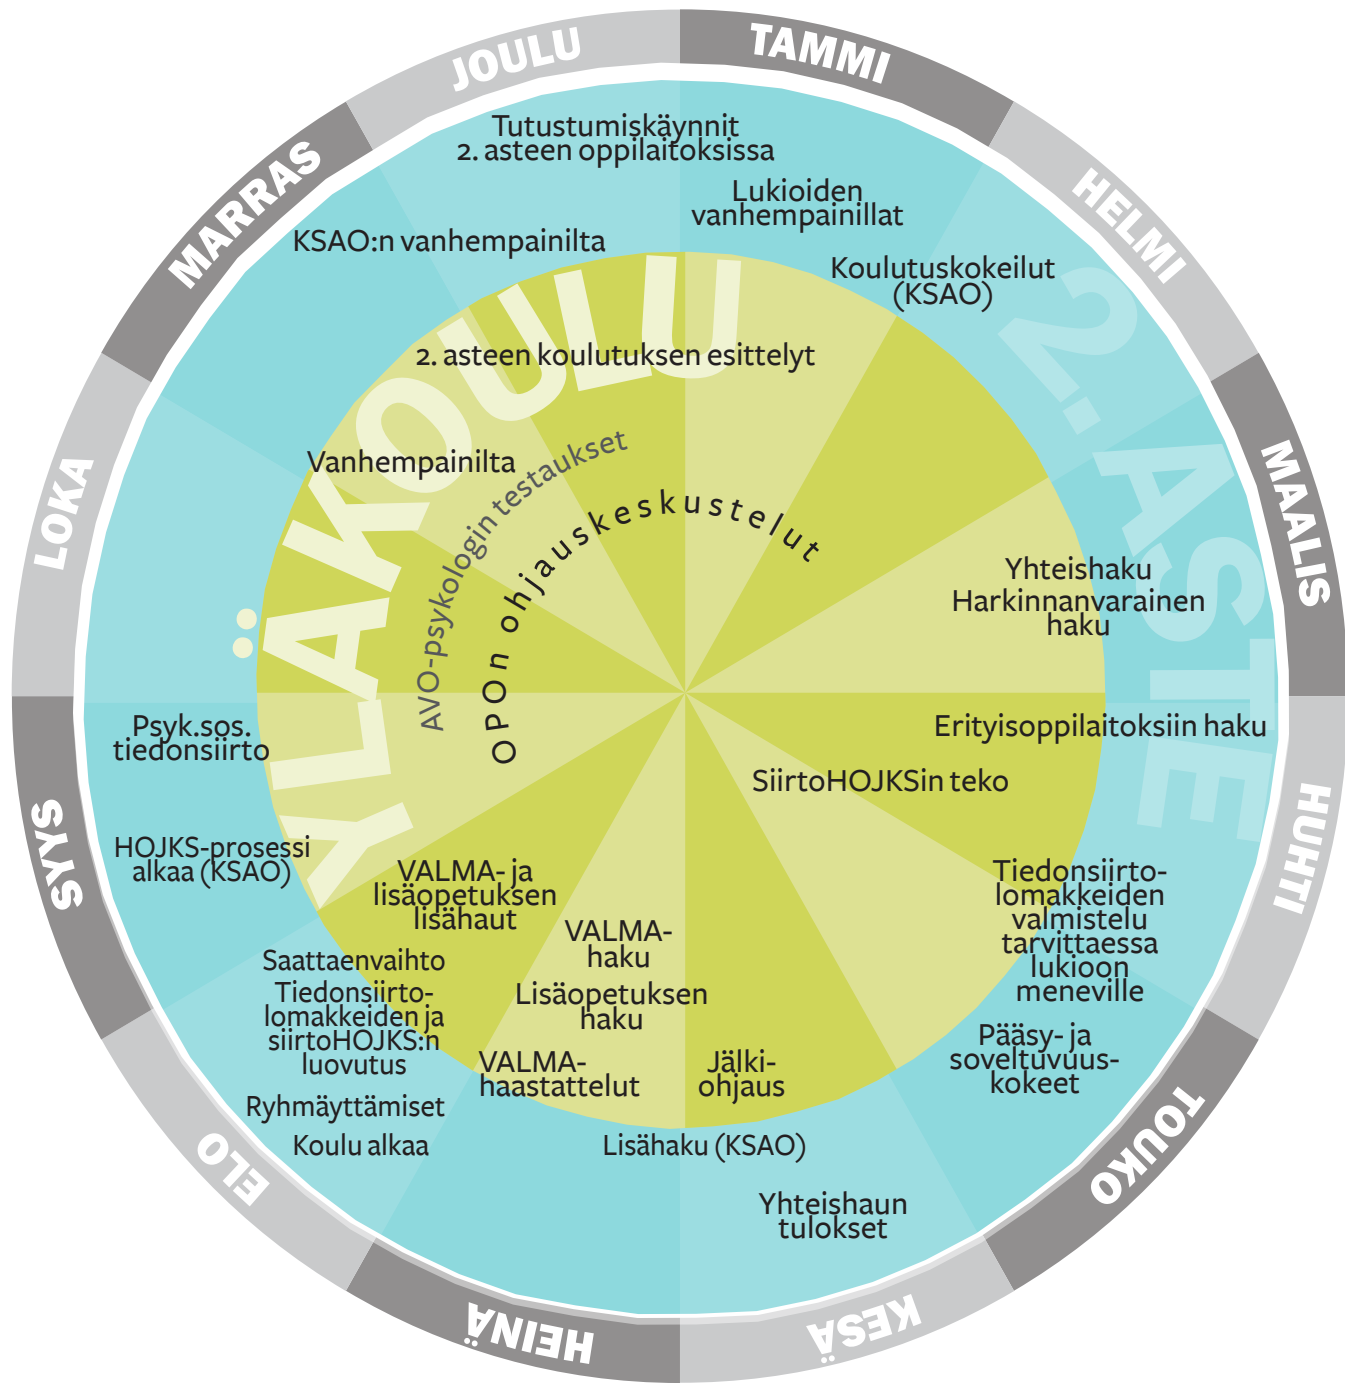 JOULU
TAMMI
HELMI
MAALIS
HUHTI
TOUKO
KESÄ
HEINÄ
ELO
SYYS
LOKA
MARRAS
2. ASTE
YLÄKOULU
Tutustumiskäynnit
2. asteen oppilaitoksissa
Lukioiden
vanhempainillat
KSAO:n vanhempainilta
Koulutuskokeilut
(KSAO)
2. asteen koulutuksen esittelyt
Vanhempainilta
AVO-psykologin testaukset
OPOn ohjauskeskustelut
Yhteishaku
Harkinnanvarainen
haku
Erityisoppilaitoksiin haku
SiirtoHOJKSin teko
Tiedonsiirto-
lomakkeiden
valmistelu
tarvittaessa
lukioon
meneville
Pääsy- ja
soveltuvuus-
kokeet
Psyk.sos.
tiedonsiirto
HOJKS-prosessi
alkaa (KSAO)
VALMA- ja
lisäopetuksen
lisähaut
VALMA-
haku
Lisäopetuksen
haku
VALMA-
haastattelut
Jälki-
ohjaus
Saattaenvaihto
Tiedonsiirto-
lomakkeiden ja
siirtoHOJKS:n
luovutus
Ryhmäyttämiset
Koulu alkaa
Lisähaku (KSAO)
Yhteishaun
tulokset